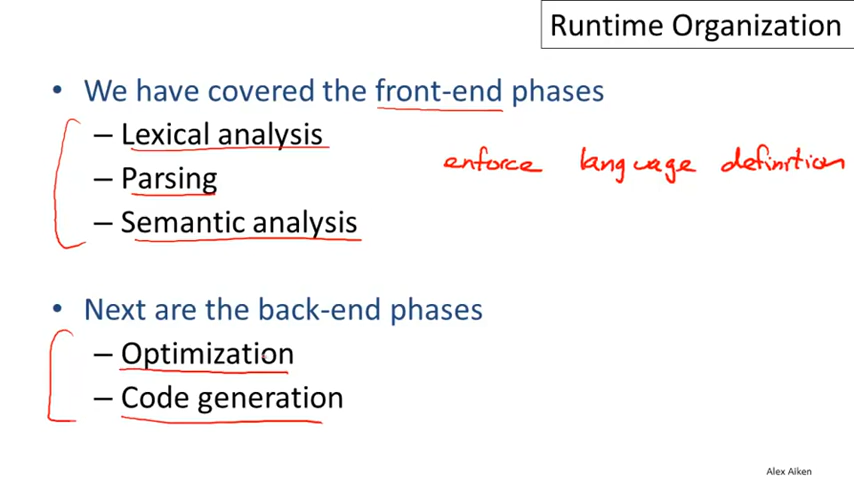 Runtime Organization
• We have covered the front-end phases
– Lexical analysis
enforce language definition
– Parsing
– Semantic analysis
• Next are the back-end phases
– Optimization
– Code generation
Alex Aiken